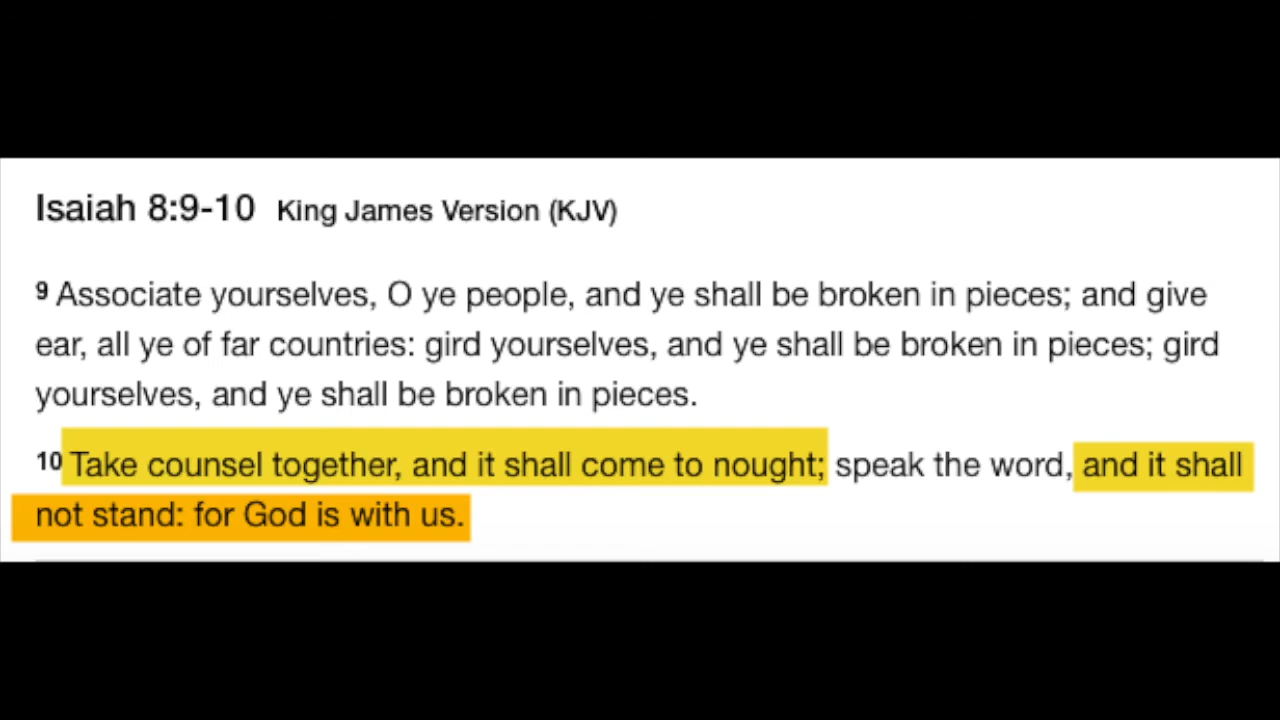 Isaiah 8:9-10 King James Version (KJV)
9 Associate yourselves, O ye people, and ye shall be broken in pieces; and give
ear, all ye of far countries: gird yourselves, and ye shall be broken in pieces; gird
yourselves, and ye shall be broken in pieces.
10 Take counsel together, and it shall come to nought; speak the word, and it shall
not stand: for God is with us.